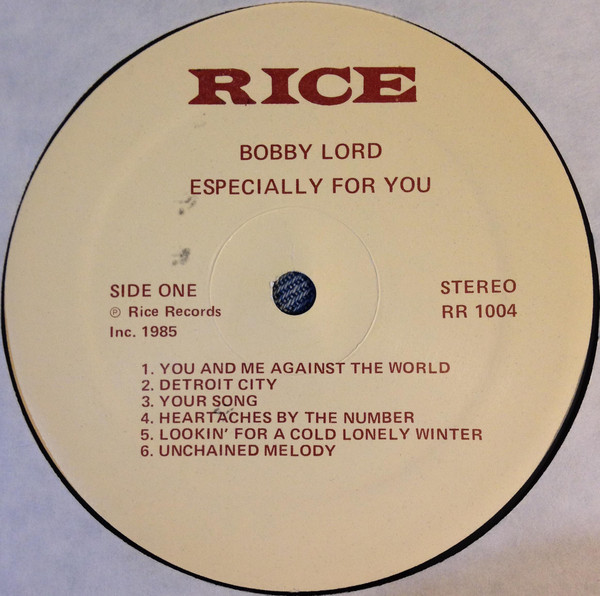 RICE
BOBBY LORD
ESPECIALLY FOR YOU
SIDE ONE
℗ Rice Records
Inc. 1985
STEREO
RR 1004
1. YOU AND ME AGAINST THE WORLD
2. DETROIT CITY
3. YOUR SONG
4. HEARTACHES BY THE NUMBER
5. LOOKIN' FOR A COLD LONELY WINTER
6. UNCHAINED MELODY